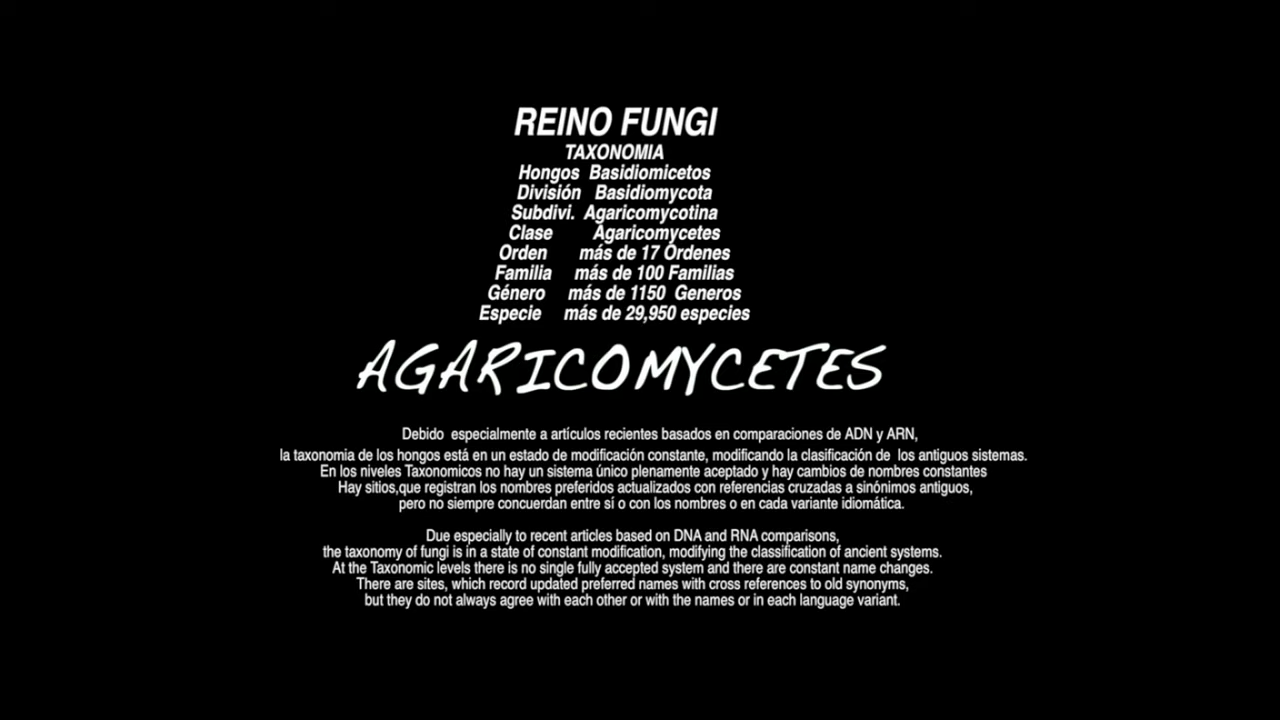 REINO FUNGI
TAXONOMIA
Hongos Basidiomicetos
División Basidiomycota
Subdivi. Agaricomycotina
Clase Agaricomycetes
Orden más de 17 Ordenes
Familia más de 100 Familias
Género más de 1150 Generos
Especie más de 29,950 especies
AGARICOMYCETES
Debido especialmente a artículos recientes basados en comparaciones de ADN y ARN,
la taxonomia de los hongos está en un estado de modificación constante, modificando la clasificación de los antiguos sistemas.
En los niveles Taxonomicos no hay un sistema único plenamente aceptado y hay cambios de nombres constantes
Hay sitios,que registran los nombres preferidos actualizados con referencias cruzadas a sinónimos antiguos,
pero no siempre concuerdan entre sí o con los nombres o en cada variante idiomática.
Due especially to recent articles based on DNA and RNA comparisons,
the taxonomy of fungi is in a state of constant modification, modifying the classification of ancient systems.
At the Taxonomic levels there is no single fully accepted system and there are constant name changes.
There are sites, which record updated preferred names with cross references to old synonyms,
but they do not always agree with each other or with the names or in each language variant.